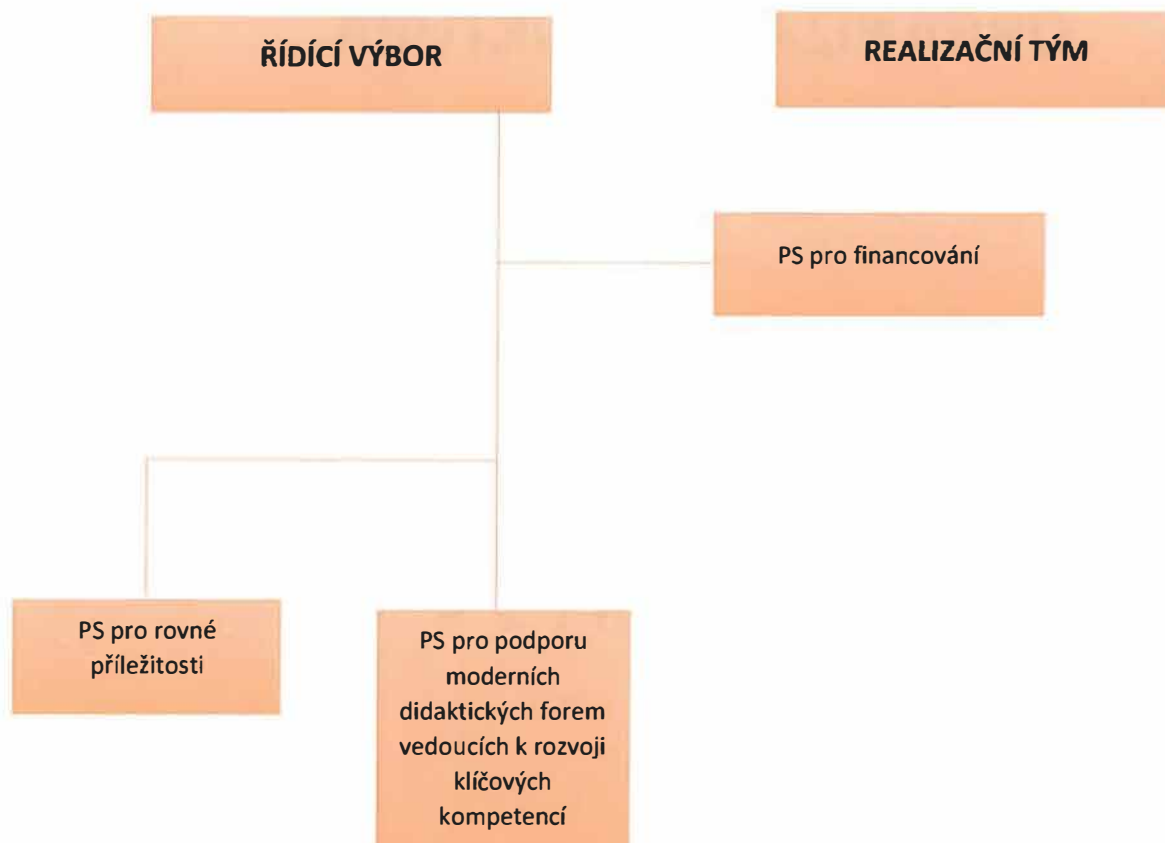 ŘÍDÍCÍ VÝBOR
REALIZAČNÍ TÝM
PS pro financování
PS pro rovné
příležitosti
PS pro podporu
moderních
didaktických forem
vedoucích k rozvoji
klíčových
kompetencí